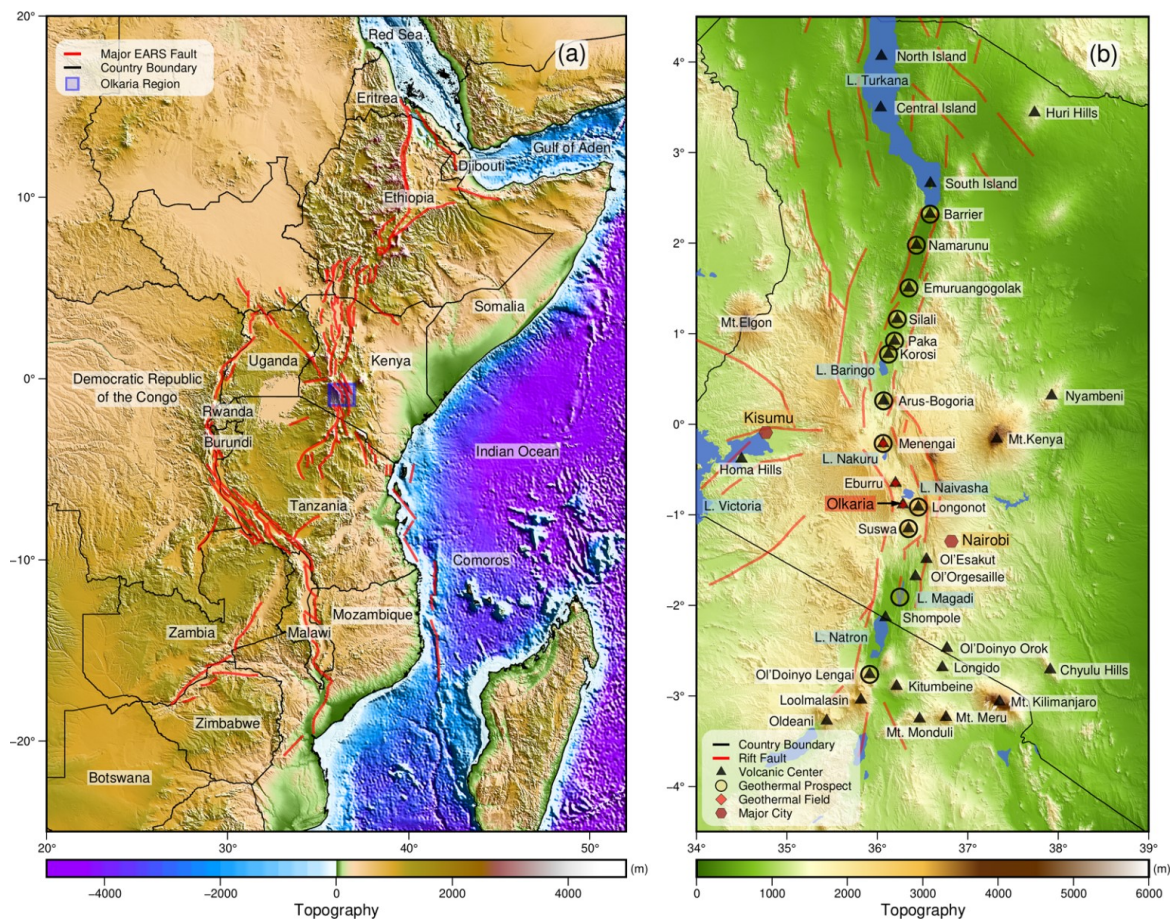 (a)
Major EARS Fault
Country Boundary
Olkaria Region
Red Sea
Eritrea
Djibouti
Gulf of Aden
Ethiopia
Somalia
Uganda
Kenya
Democratic Republic
of the Congo
Rwanda
Burundi
Indian Ocean
Tanzania
Comoros
Mozambique
Zambia
Malawi
Zimbabwe
Botswana
20°
10°
0°
−10°
−20°
20
30
40
50
−4000
−2000
0
2000
4000
(m)
Topography
(b)
North Island
L. Turkana
Central Island
Huri Hills
South Island
Barrier
Namarunu
Emuruangogolak
Mt.Elgon
Silali
Paka
Korosi
L. Baringo
Nyambeni
Arus-Bogoria
Kisumu
Menengai
Mt.Kenya
L. Nakuru
Homa Hills
Eburru
L. Naivasha
L. Victoria
Olkaria
Longonot
Suswa
Nairobi
Ol'Esakut
Ol'Orgesaille
L. Magadi
Shompole
L. Natron
Ol'Doinyo Orok
Longido
Chyulu Hills
Ol'Doinyo Lengai
Kitumbeine
Loolmalasin
Mt. Kilimanjaro
Oldeani
Mt. Meru
Mt. Monduli
Country Boundary
Rift Fault
Volcanic Center
Geothermal Prospect
Geothermal Field
Major City
4°
3°
2°
1°
0°
−1°
−2°
−3°
−4°
34°
35
36
37
38
39
0
1000
2000
3000
4000
5000
6000
(m)
Topography